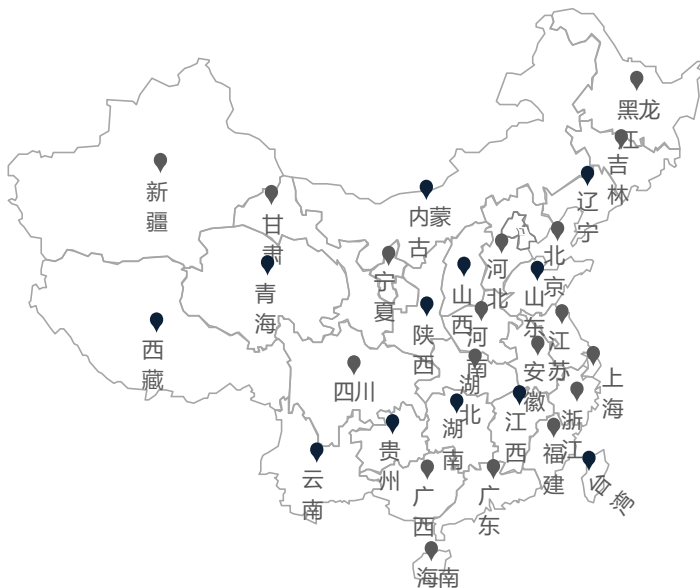 黑龙江
吉林
辽宁
新疆
甘肃
内蒙古
北京
河北
宁夏
青海
山西
山东
西藏
陕西
河南
江苏
安徽
上海
四川
湖北
浙江
湖南
江西
贵州
福建
云南
广西
广东
台湾
海南